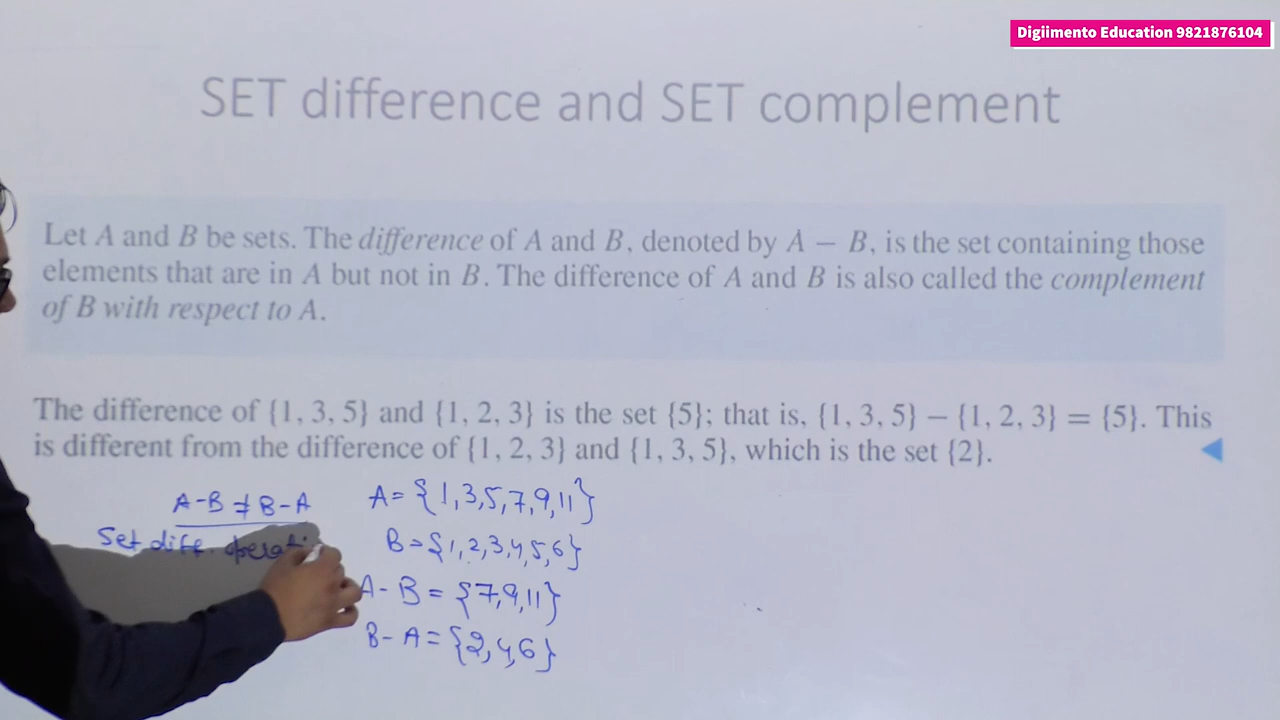 Digiimento Education 9821876104
SET difference and SET complement
Let A and B be sets. The difference of A and B, denoted by A − B, is the set containing those
elements that are in A but not in B. The difference of A and B is also called the complement
of B with respect to A.
The difference of {1, 3, 5} and {1, 2, 3} is the set {5}; that is, {1, 3, 5} − {1, 2, 3} = {5}. This
is different from the difference of {1, 2, 3} and {1, 3, 5}, which is the set {2}.
A-B ≠ B-A
Set diff.
A= {1,3,5,7,9,11}
B={1,2,3,4,5,6}
A- B = {7,9,11}
B- A= {2,4,6}